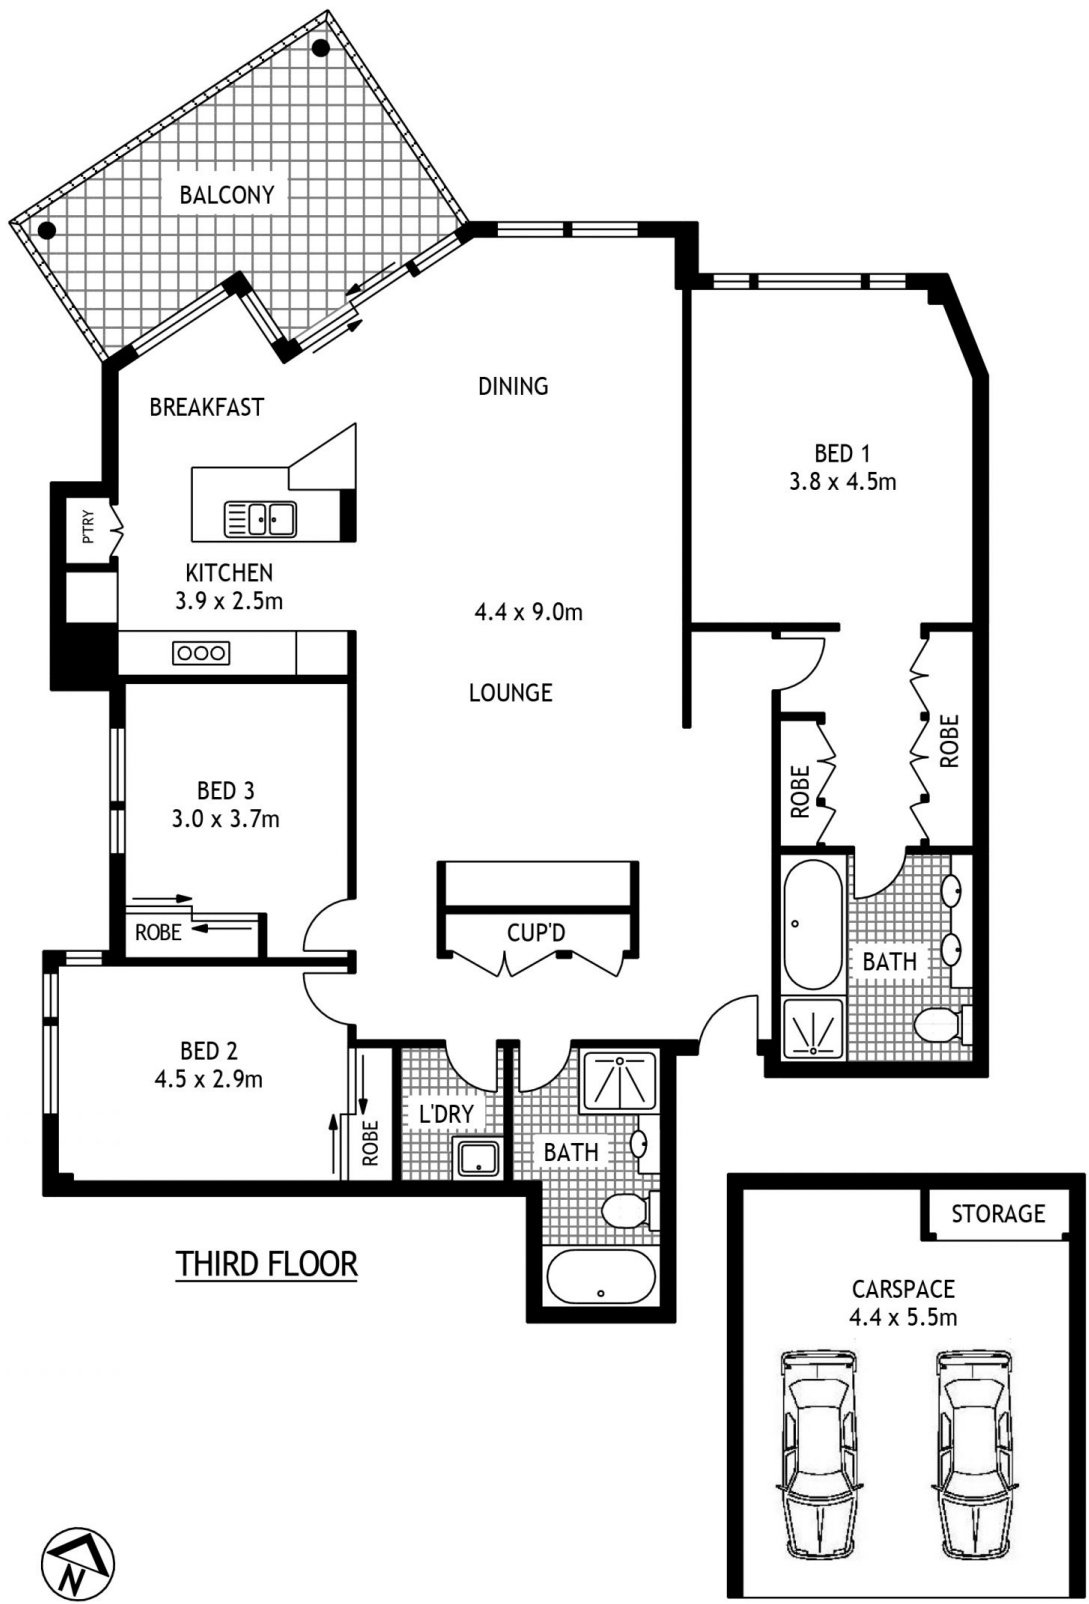 BALCONY
BREAKFAST
DINING
BED 1
3.8 x 4.5m
P'TRY
KITCHEN
3.9 x 2.5m
4.4 x 9.0m
LOUNGE
ROBE
ROBE
BED 3
3.0 x 3.7m
ROBE
CUP'D
BATH
BED 2
4.5 x 2.9m
ROBE
L'DRY
BATH
THIRD FLOOR
STORAGE
CARSPACE
4.4 x 5.5m
N